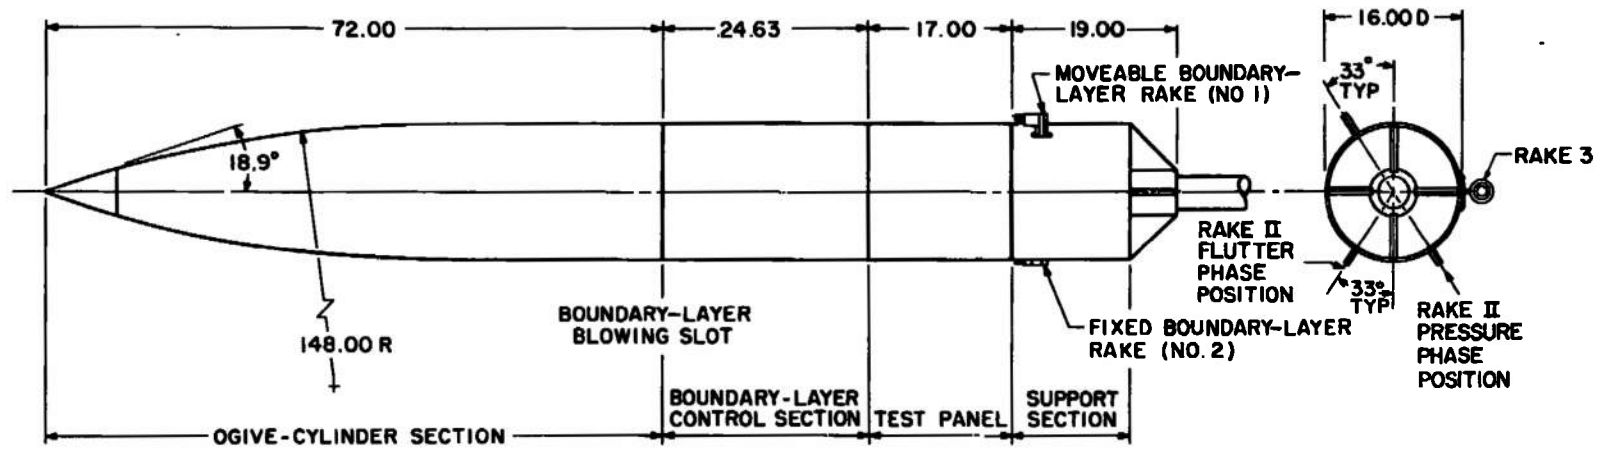 72.00
24.63
17.00
19.00
16.00 D
MOVEABLE BOUNDARY-
LAYER RAKE (NO 1)
33°
TYP
18.9°
RAKE 3
148.00 R
BOUNDARY-LAYER
BLOWING SLOT
RAKE II
FLUTTER
PHASE
POSITION
33°
TYP
FIXED BOUNDARY-LAYER
RAKE (NO. 2)
RAKE II
PRESSURE
PHASE
POSITION
OGIVE-CYLINDER SECTION
BOUNDARY-LAYER
CONTROL SECTION
TEST PANEL
SUPPORT
SECTION